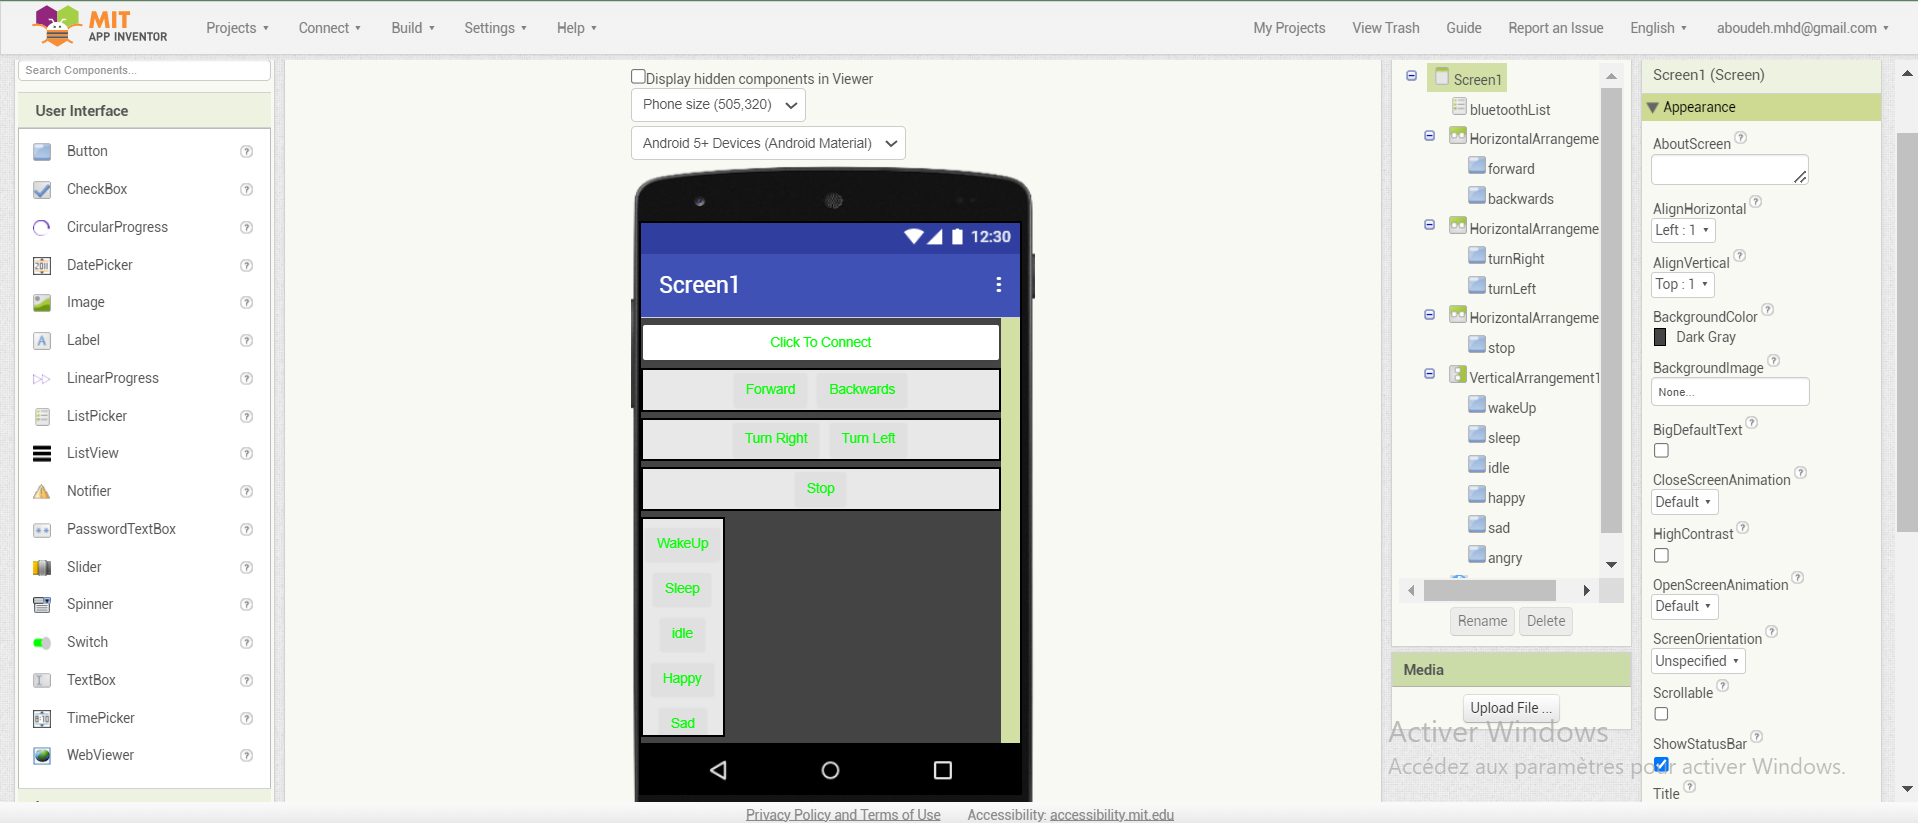 MIT
APP INVENTOR
Projects
Connect
Build
Settings
Help
My Projects
View Trash
Guide
Report an Issue
English
aboudeh.mhd@gmail.com
Search Components...
User Interface
Button
CheckBox
CircularProgress
DatePicker
Image
Label
LinearProgress
ListPicker
ListView
Notifier
PasswordTextBox
Slider
Spinner
Switch
TextBox
TimePicker
WebViewer
Display hidden components in Viewer
Phone size (505,320)
Android 5+ Devices (Android Material)
12:30
Screen1
Click To Connect
Forward
Backwards
Turn Right
Turn Left
Stop
WakeUp
Sleep
idle
Happy
Sad
Screen1
bluetoothList
HorizontalArrangeme
forward
backwards
HorizontalArrangeme
turnRight
turnLeft
HorizontalArrangeme
stop
VerticalArrangement1
wakeUp
sleep
idle
happy
sad
angry
Rename
Delete
Media
Upload File ...
Screen1 (Screen)
Appearance
AboutScreen
AlignHorizontal
Left : 1
AlignVertical
Top : 1
BackgroundColor
Dark Gray
BackgroundImage
None...
BigDefaultText
CloseScreenAnimation
Default
HighContrast
OpenScreenAnimation
Default
ScreenOrientation
Unspecified
Scrollable
ShowStatusBar
Title
Activer Windows
Accédez aux paramètres pour activer Windows.
Privacy Policy and Terms of Use
Accessibility: accessibility.mit.edu